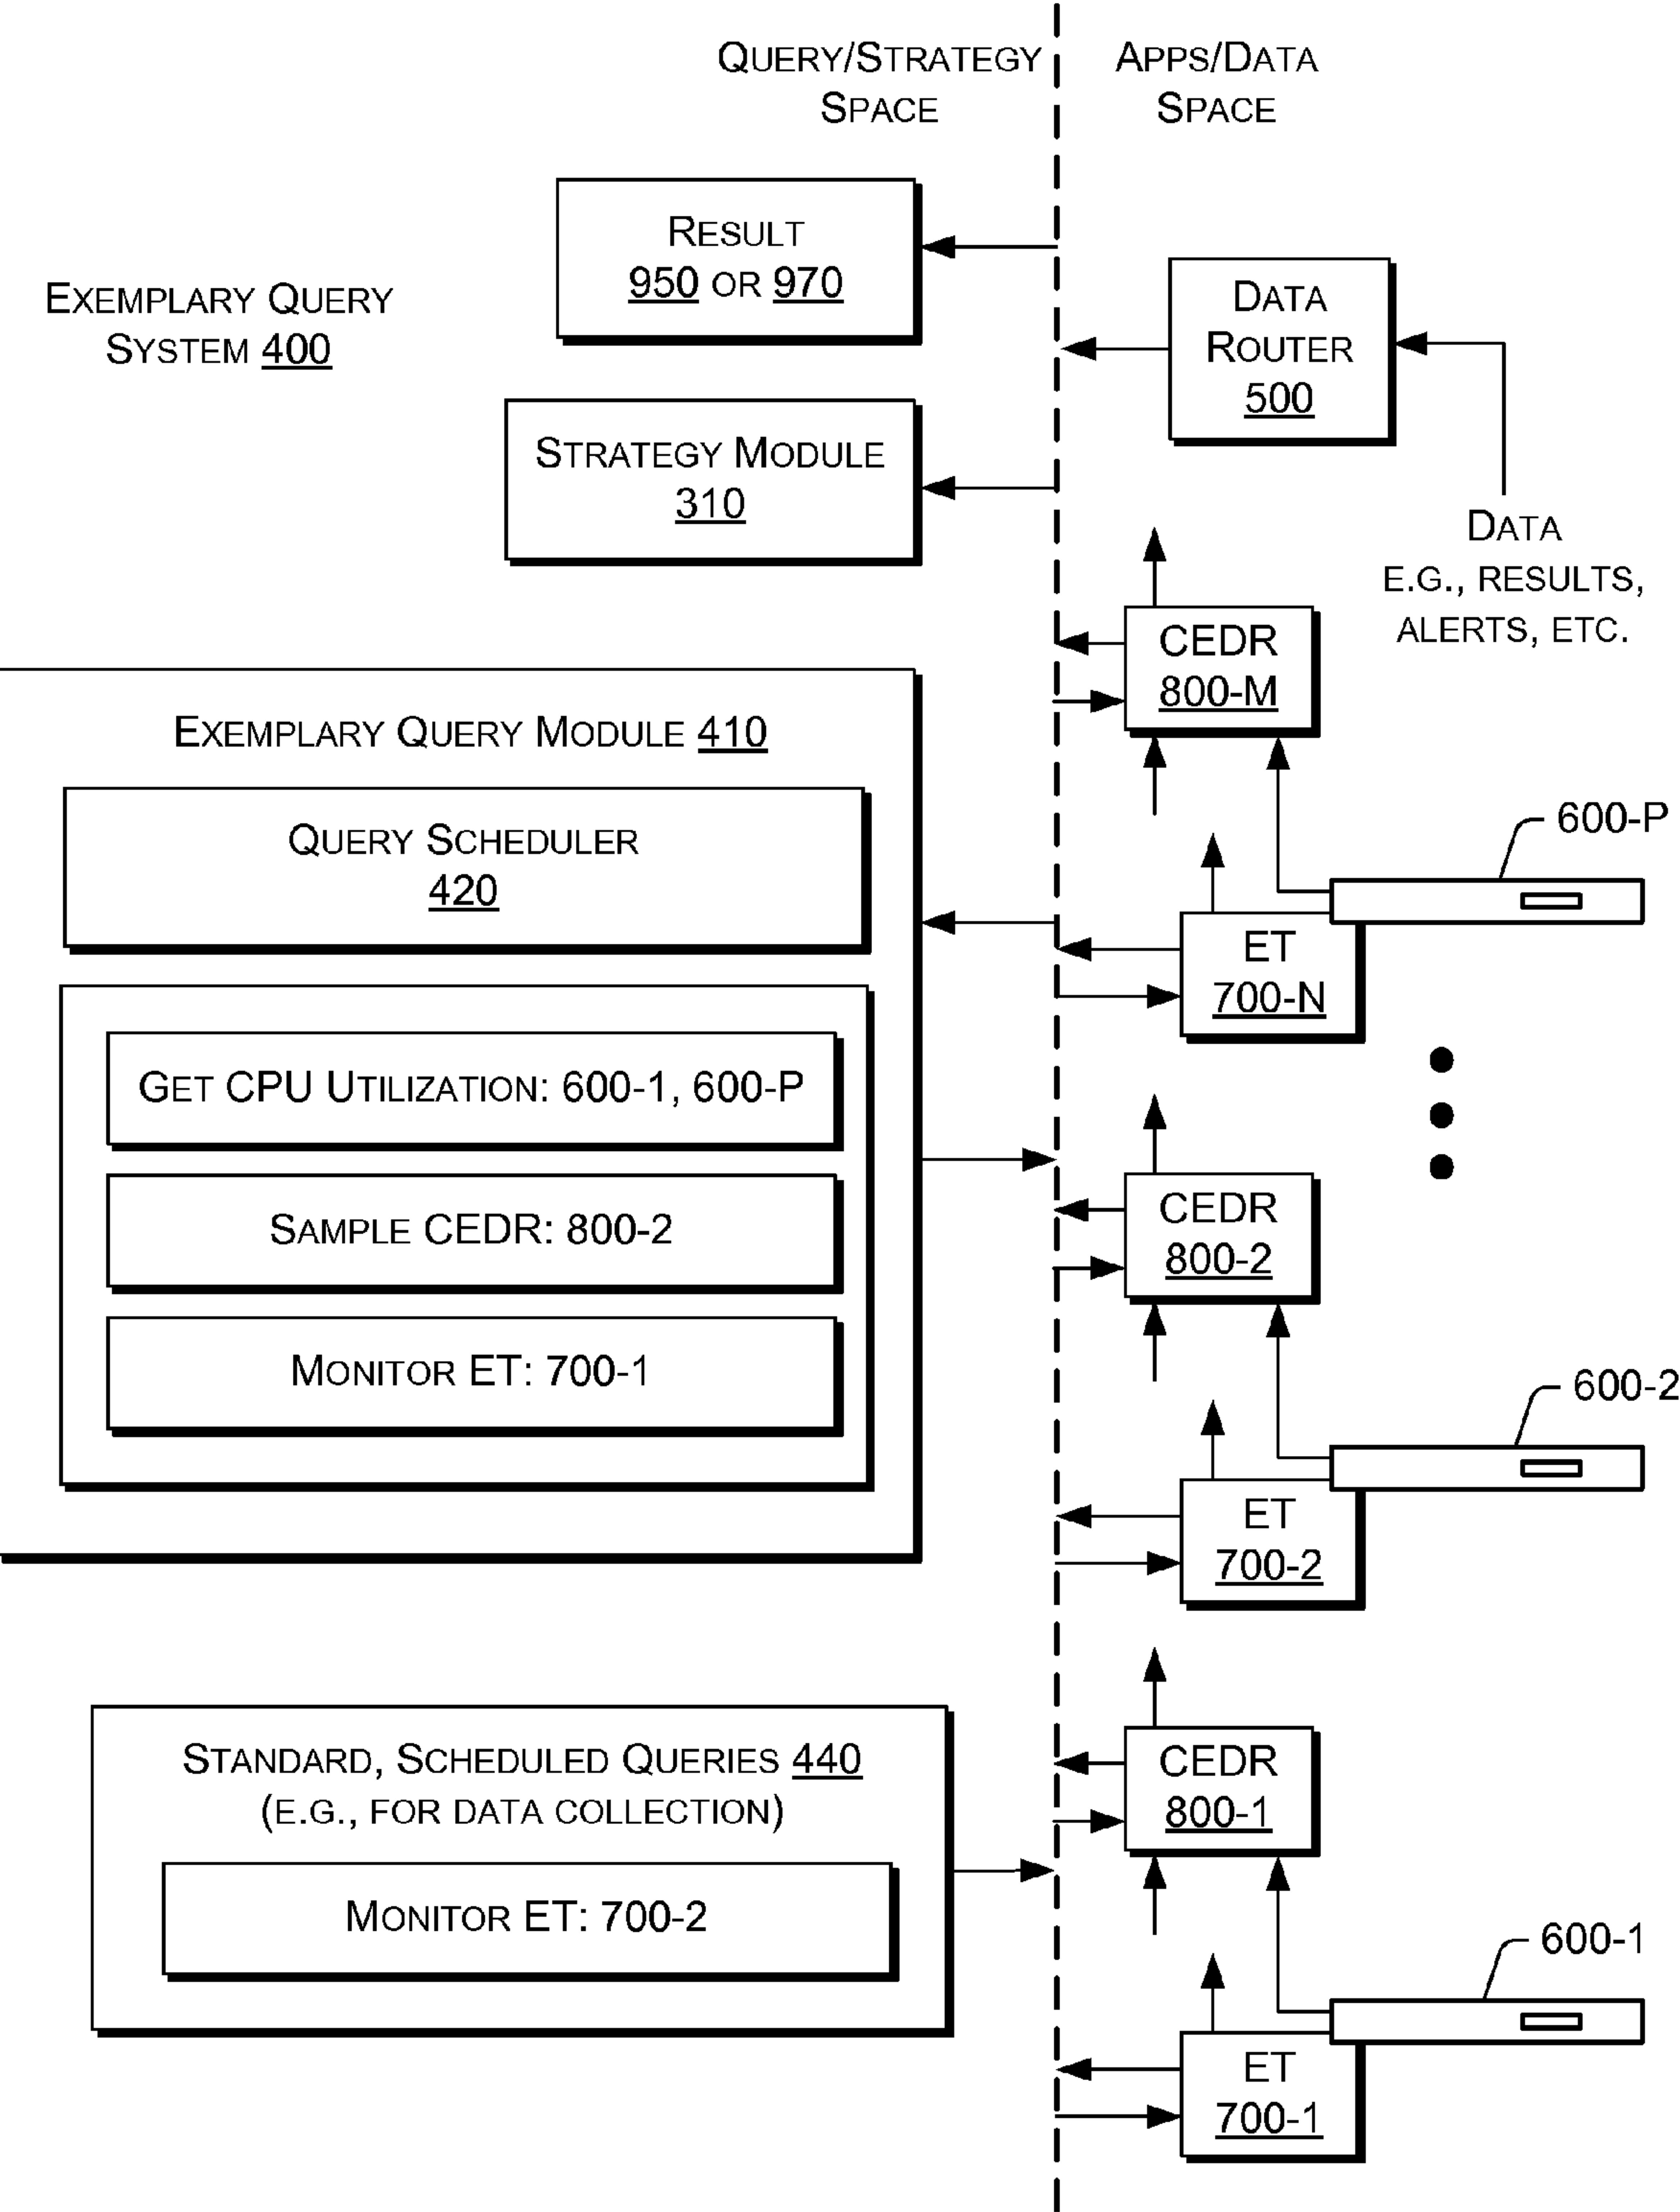 QUERY/STRATEGY
SPACE
APPS/DATA
SPACE
EXEMPLARY QUERY
SYSTEM 400
RESULT
950 OR 970
DATA
ROUTER
500
STRATEGY MODULE
310
DATA
E.G., RESULTS,
ALERTS, ETC.
CEDR
800-M
EXEMPLARY QUERY MODULE 410
QUERY SCHEDULER
420
600-P
ET
700-N
GET CPU UTILIZATION: 600-1, 600-P
SAMPLE CEDR: 800-2
MONITOR ET: 700-1
CEDR
800-2
600-2
ET
700-2
STANDARD, SCHEDULED QUERIES 440
(E.G., FOR DATA COLLECTION)
MONITOR ET: 700-2
CEDR
800-1
600-1
ET
700-1